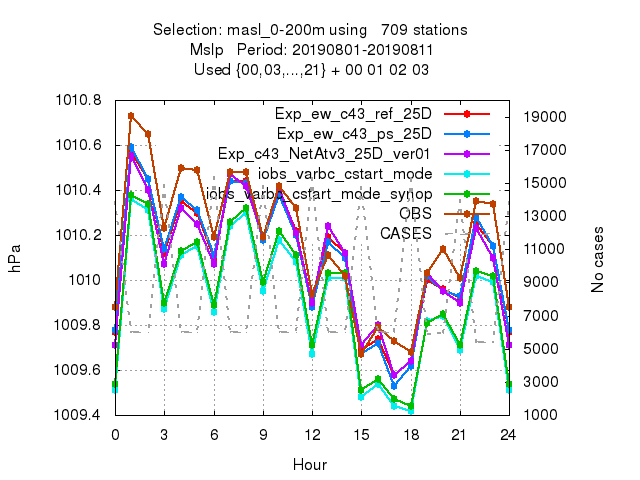 Selection: masl_0-200m using 709 stations
Mslp Period: 20190801-20190811
Used {00,03,...,21} + 00 01 02 03
1010.8
1010.6
1010.4
1010.2
1010
1009.8
1009.6
1009.4
hPa
Exp_ew_c43_ref_25D
Exp_ew_c43_ps_25D
Exp_c43_NetAtv3_25D_ver01
iobs_varbc_cstart_mode
iobs_varbc_cstart_mode_synop
OBS
CASES
19000
17000
15000
13000
11000
9000
7000
5000
3000
1000
No cases
0 3 6 9 12 15 18 21 24
Hour